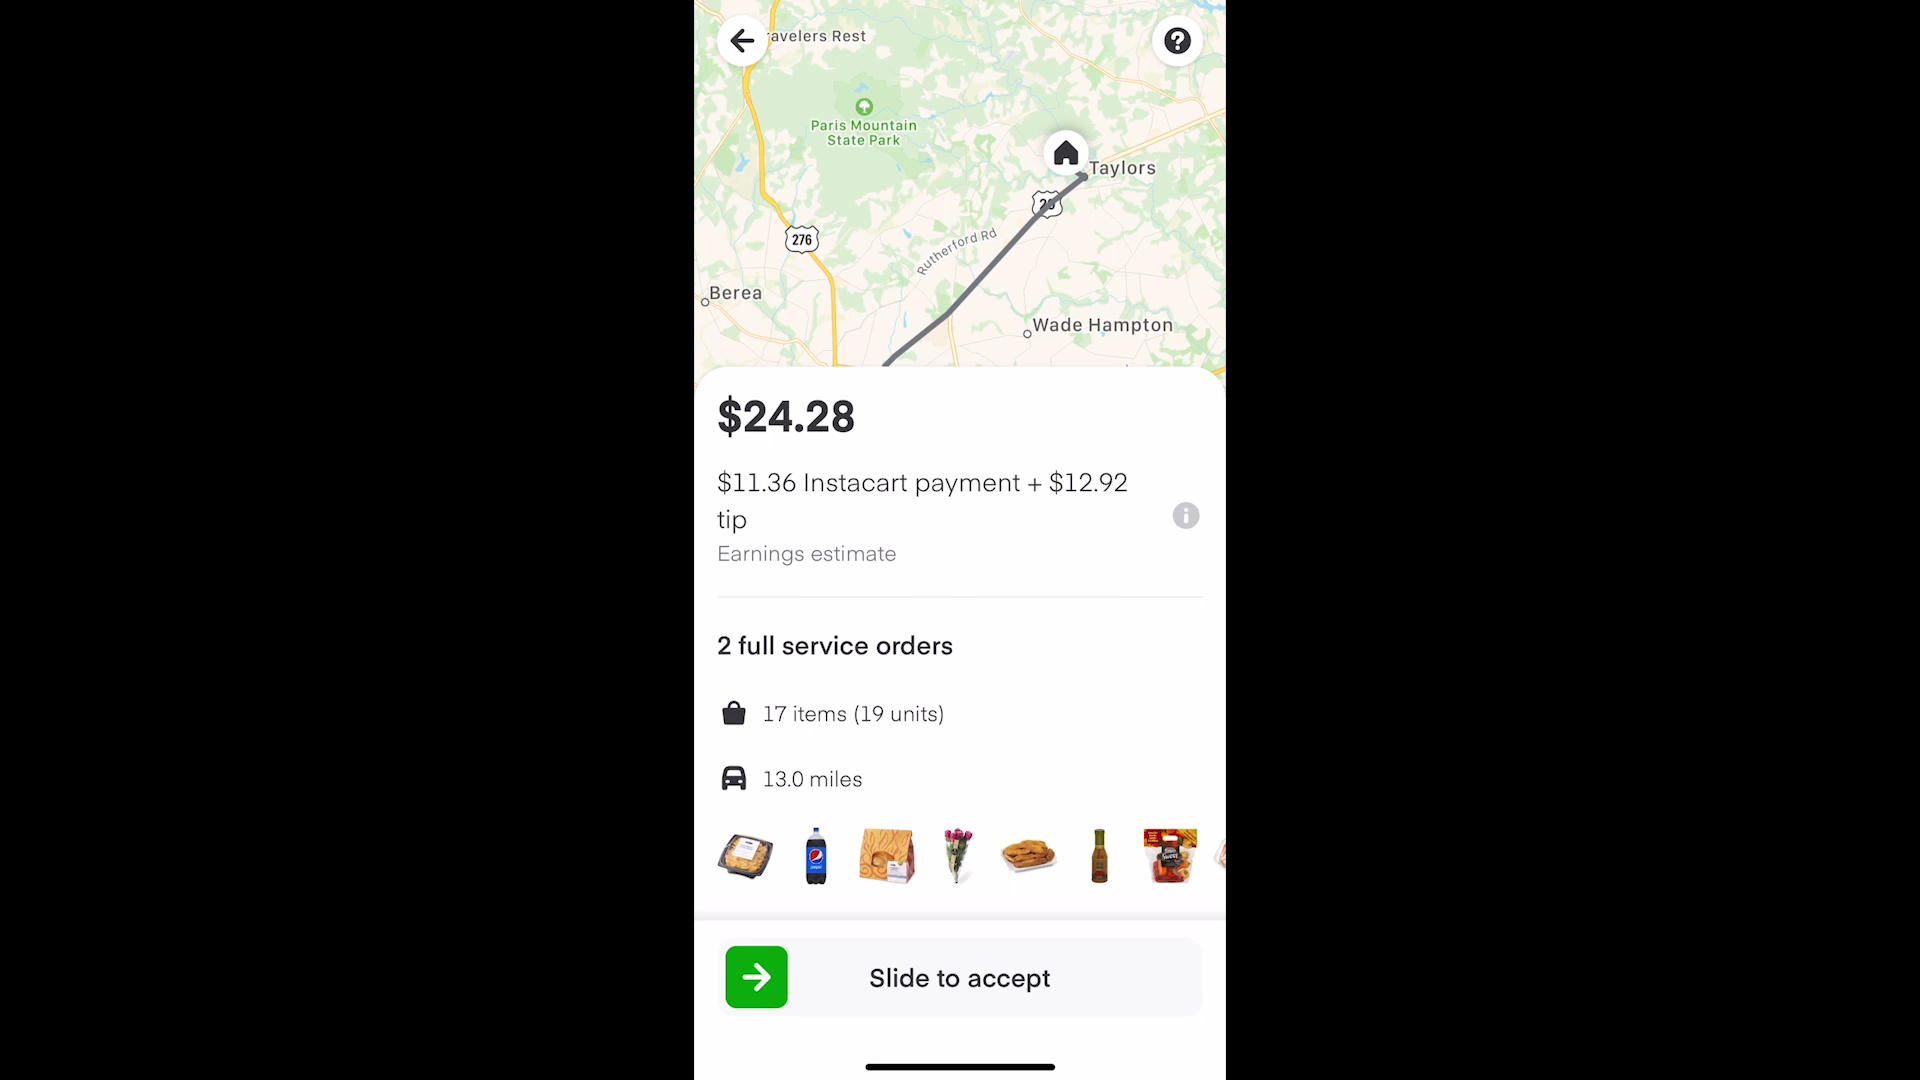 avelers Rest
Paris Mountain
State Park
Taylors
29
276
Rutherford Rd
Berea
Wade Hampton
$24.28
$11.36 Instacart payment + $12.92
tip
Earnings estimate
2 full service orders
17 items (19 units)
13.0 miles
pepsi
Slide to accept